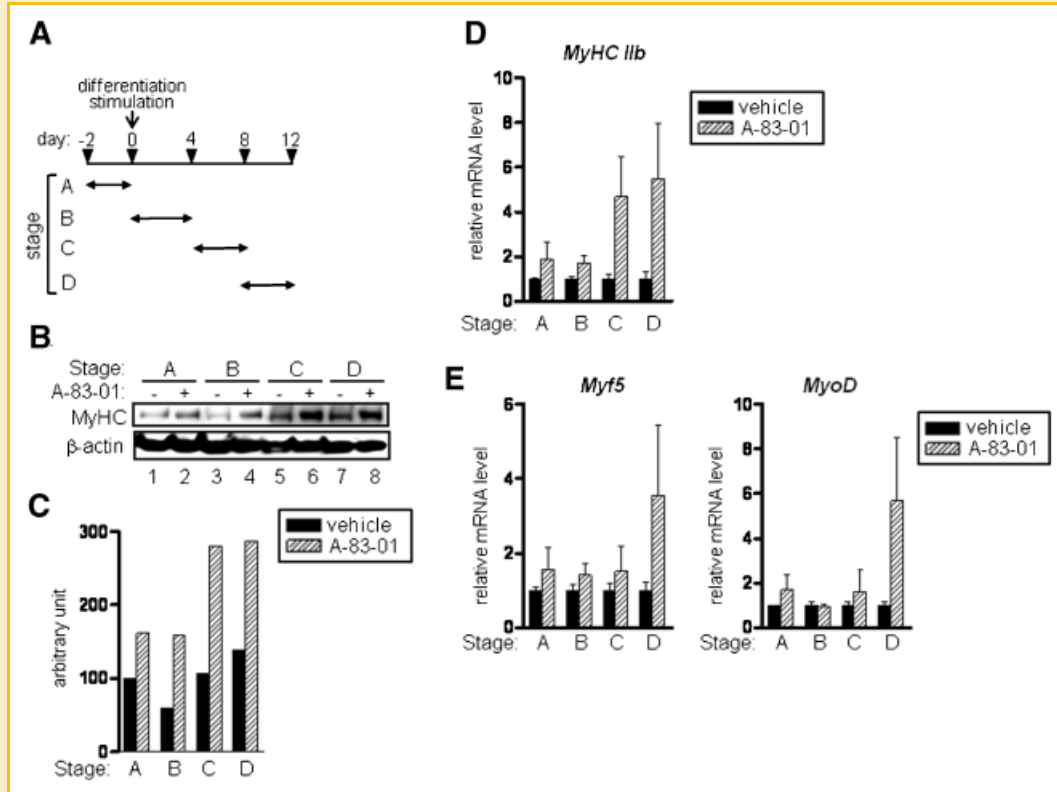 A
differentiation
stimulation
day: -2 0 4 8 12
stage
A
B
C
D
B
Stage: A B C D
A-83-01: - + - + - + - +
MyHC
β-actin
1 2 3 4 5 6 7 8
C
vehicle
A-83-01
arbitrary unit
300
200
100
0
Stage: A B C D
D
MyHC IIb
vehicle
A-83-01
relative mRNA level
10
8
6
4
2
0
Stage: A B C D
E
Myf5
relative mRNA level
6
4
2
0
Stage: A B C D
MyoD
vehicle
A-83-01
relative mRNA level
10
8
6
4
2
0
A B C D